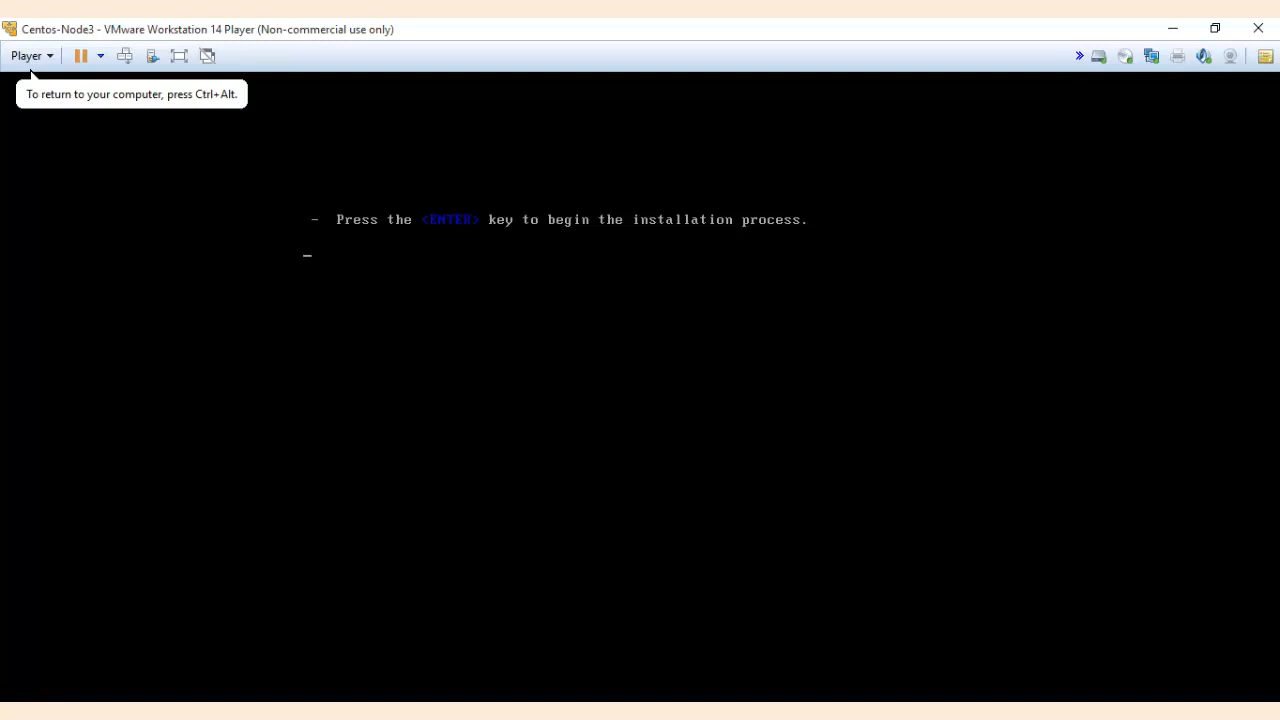 Centos-Node3 - VMware Workstation 14 Player (Non-commercial use only)
Player
To return to your computer, press Ctrl+Alt.
- Press the <ENTER> key to begin the installation process.